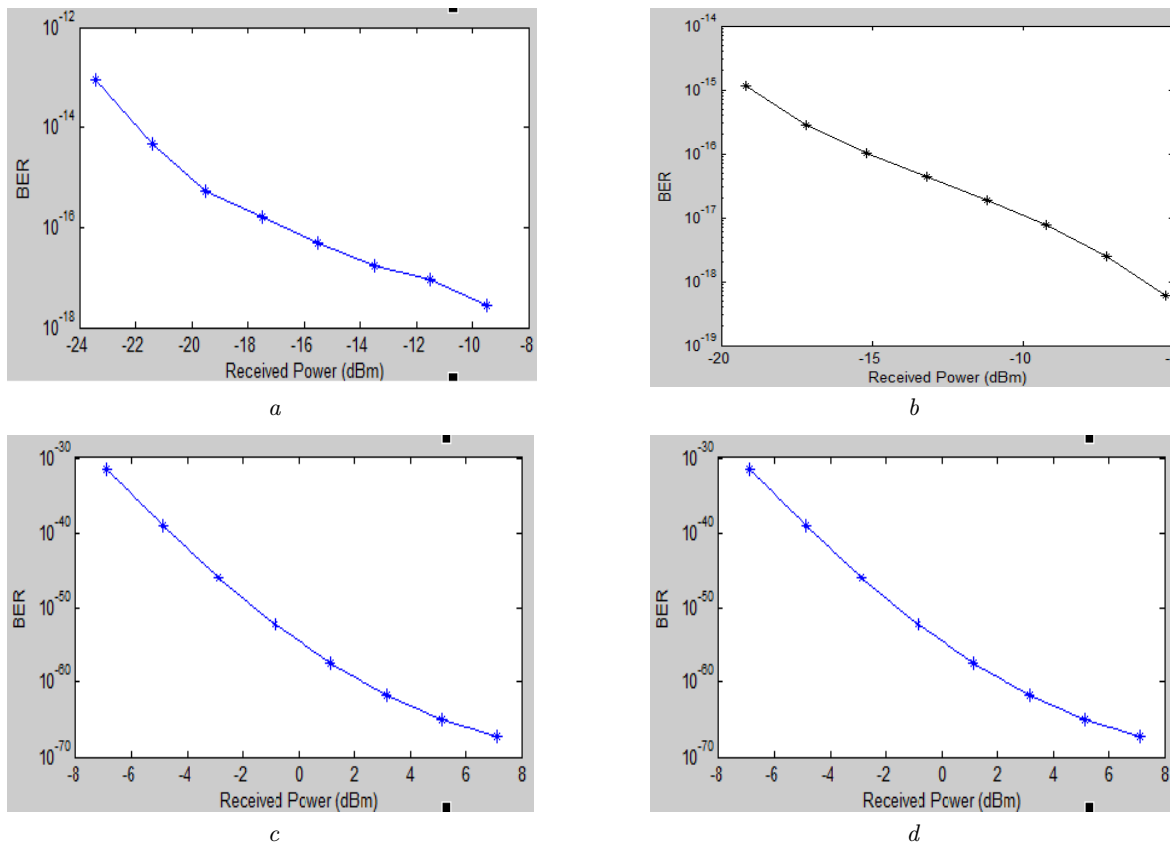 10^-12
10^-14
10^-16
10^-18
BER
-24 -22 -20 -18 -16 -14 -12 -10 -8
Received Power (dBm)
a
10^-14
10^-15
10^-16
10^-17
10^-18
10^-19
BER
-20 -15 -10 -5
Received Power (dBm)
b
10^-30
10^-40
10^-50
10^-60
10^-70
BER
-8 -6 -4 -2 0 2 4 6 8
Received Power (dBm)
c
10^-30
10^-40
10^-50
10^-60
10^-70
BER
-8 -6 -4 -2 0 2 4 6 8
Received Power (dBm)
d